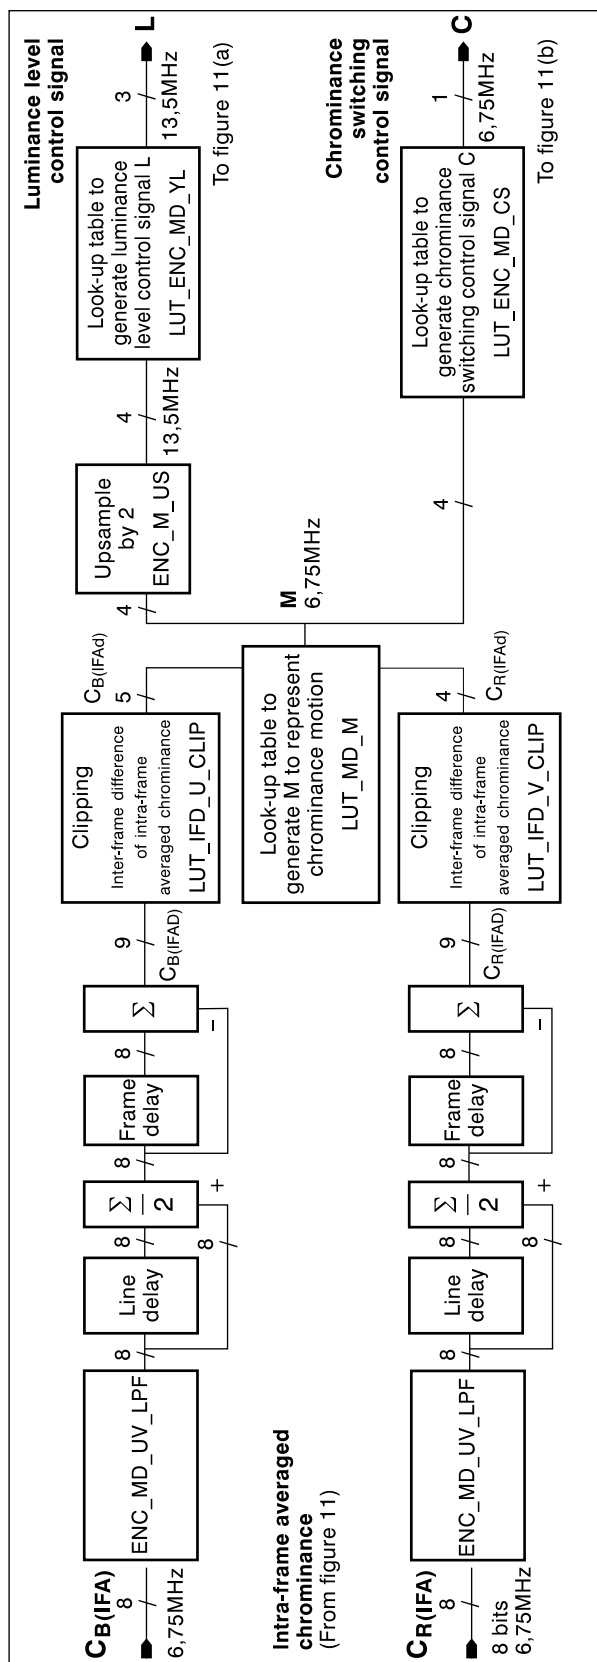 CB(IFA)
8
6,75MHz
ENC_MD_UV_LPF
8
Line
delay
8
8
+
Σ
2
8
Frame
delay
8
–
Σ
9
CB(IFAD)
Clipping
Inter-frame difference
of intra-frame
averaged chrominance
LUT_IFD_U_CLIP
5
CB(IFAd)
4
Upsample
by 2
ENC_M_US
4
13,5MHz
Look-up table to
generate luminance
level control signal L
LUT_ENC_MD_YL
3
13,5MHz
L
Luminance level
control signal
To figure 11(a)
Intra-frame averaged
chrominance
(From figure 11)
Look-up table to
generate M to represent
chrominance motion
LUT_MD_M
M
6,75MHz
CR(IFA)
8
8 bits
6,75MHz
ENC_MD_UV_LPF
8
Line
delay
8
8
+
Σ
2
8
Frame
delay
8
–
Σ
9
CR(IFAD)
Clipping
Inter-frame difference
of intra-frame
averaged chrominance
LUT_IFD_V_CLIP
4
CR(IFAd)
4
Look-up table to
generate chrominance
switching control signal C
LUT_ENC_MD_CS
1
6,75MHz
C
Chrominance
switching
control signal
To figure 11(b)